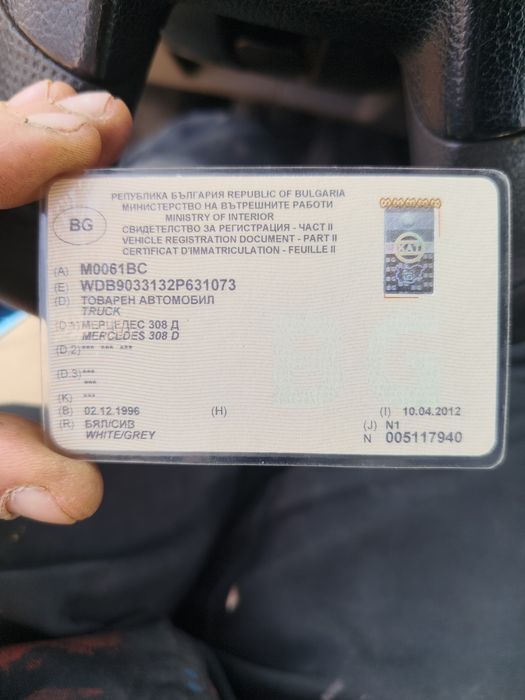 РЕПУБЛИКА БЪЛГАРИЯ REPUBLIC OF BULGARIA
МИНИСТЕРСТВО НА ВЪТРЕШНИТЕ РАБОТИ
MINISTRY OF INTERIOR
СВИДЕТЕЛСТВО ЗА РЕГИСТРАЦИЯ - ЧАСТ II
VEHICLE REGISTRATION DOCUMENT - PART II
CERTIFICAT D'IMMATRICULATION - FEUILLE II
BG
КАТ
(A) M0061BC
(E) WDB9033132P631073
(D) ТОВАРЕН АВТОМОБИЛ
TRUCK
(D.1) МЕРЦЕДЕС 308 Д
MERCEDES 308 D
(D.2) *** *** ***
(D.3) ***
***
(K) ***
(B) 02.12.1996 (H) (I) 10.04.2012
(R) БЯЛ/СИВ (J) N1
WHITE/GREY N 005117940